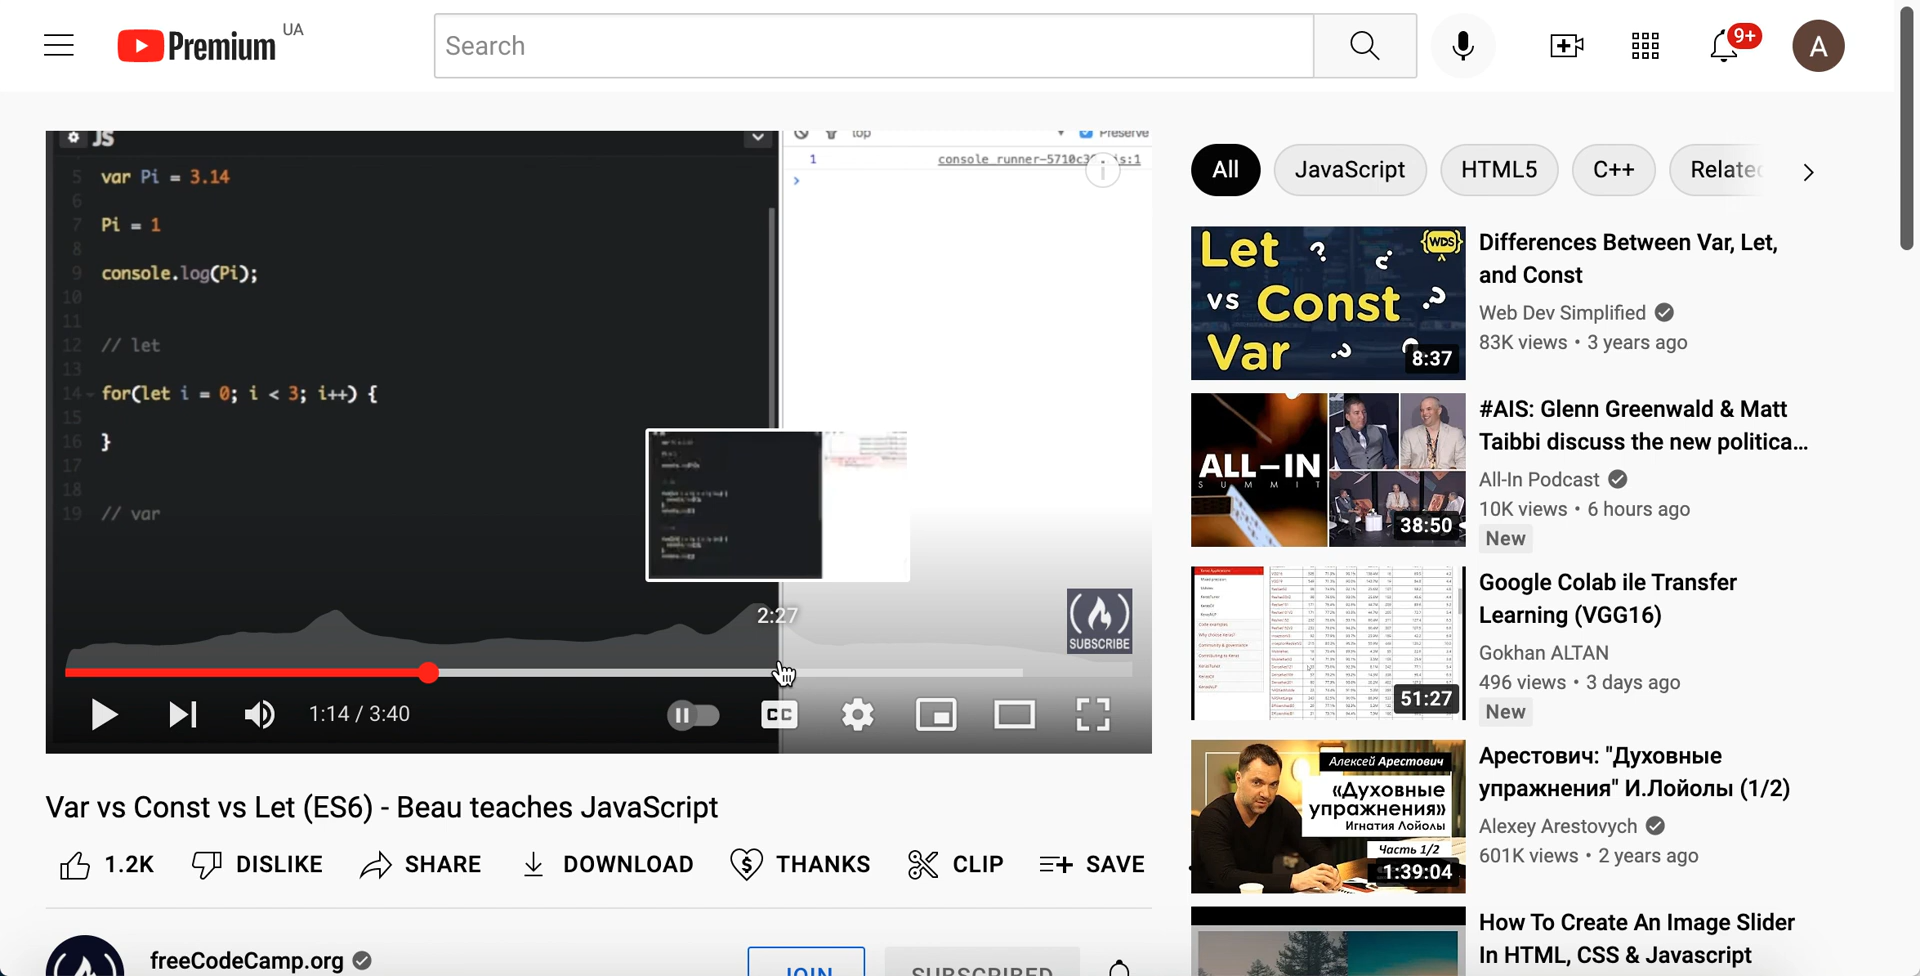 Premium UA
Search
9+
A
JS
5 var Pi = 3.14
6
7 Pi = 1
8
9 console.log(Pi);
10
11
12 // let
13
14 for(let i = 0; i < 3; i++) {
15
16 }
17
18
19 // var
top
Preserve
1
>
2:27
SUBSCRIBE
1:14 / 3:40
CC
Var vs Const vs Let (ES6) - Beau teaches JavaScript
1.2K DISLIKE SHARE DOWNLOAD THANKS CLIP SAVE
freeCodeCamp.org
JOIN
SUBSCRIBED
All JavaScript HTML5 C++ Related
Let
vs Const
Var
WDS
8:37
Differences Between Var, Let,
and Const
Web Dev Simplified
83K views • 3 years ago
ALL-IN
SUMMIT
38:50
#AIS: Glenn Greenwald & Matt
Taibbi discuss the new politica...
All-In Podcast
10K views • 6 hours ago
New
51:27
Google Colab ile Transfer
Learning (VGG16)
Gokhan ALTAN
496 views • 3 days ago
New
Алексей Арестович
«Духовные
упражнения»
Игнатия Лойолы
Часть 1/2
1:39:04
Арестович: "Духовные
упражнения" И.Лойолы (1/2)
Alexey Arestovych
601K views • 2 years ago
How To Create An Image Slider
In HTML, CSS & Javascript